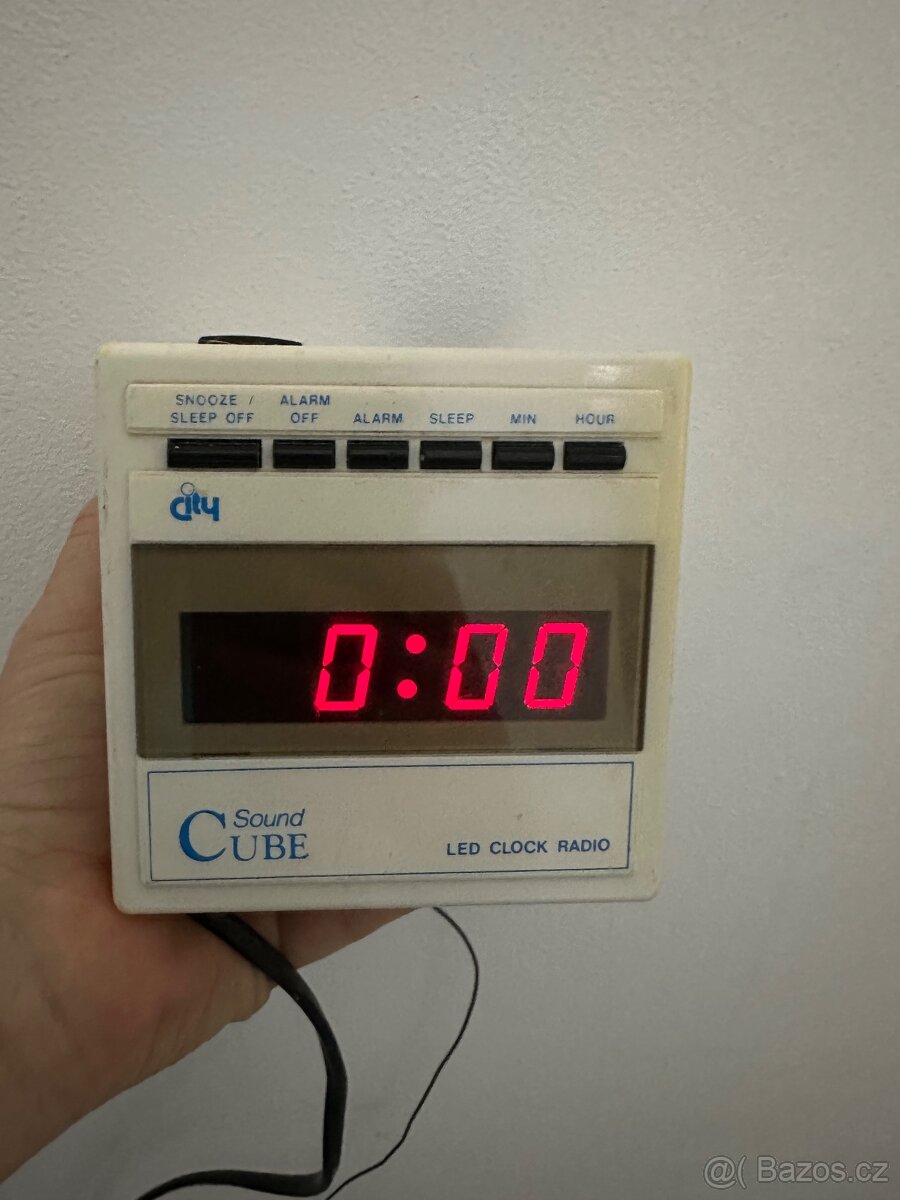 SNOOZE /
SLEEP OFF
ALARM
OFF
ALARM
SLEEP
MIN
HOUR
city
0:00
Sound
CUBE
LED CLOCK RADIO
@( Bazos.cz